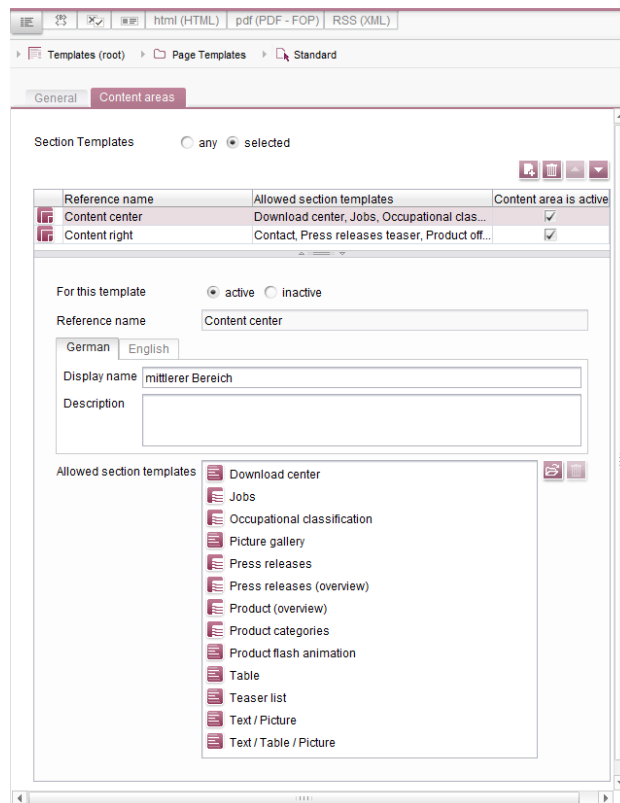 html (HTML) pdf (PDF - FOP) RSS (XML)
Templates (root) Page Templates Standard
General Content areas
Section Templates any selected
Reference name Allowed section templates Content area is active
Content center Download center, Jobs, Occupational clas...
Content right Contact, Press releases teaser, Product off...
For this template active inactive
Reference name Content center
German English
Display name mittlerer Bereich
Description
Allowed section templates Download center
Jobs
Occupational classification
Picture gallery
Press releases
Press releases (overview)
Product (overview)
Product categories
Product flash animation
Table
Teaser list
Text / Picture
Text / Table / Picture